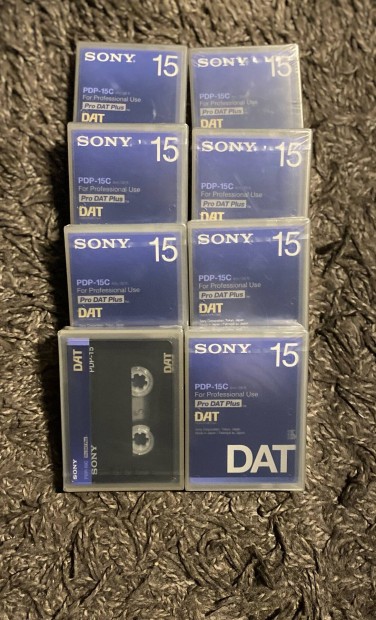 SONY 15
PDP-15C
For Professional Use
Pro DAT Plus
DAT
SONY 15
PDP-15C
For Professional Use
Pro DAT Plus
DAT
SONY 15
PDP-15C
For Professional Use
Pro DAT Plus
DAT
SONY 15
PDP-15C
For Professional Use
Pro DAT Plus
DAT
SONY 15
PDP-15C
For Professional Use
Pro DAT Plus
DAT
SONY 15
PDP-15C
For Professional Use
Pro DAT Plus
DAT
DAT
SONY
PDP-15
SONY
DAT
SONY 15
PDP-15C
For Professional Use
Pro DAT Plus
DAT
DAT